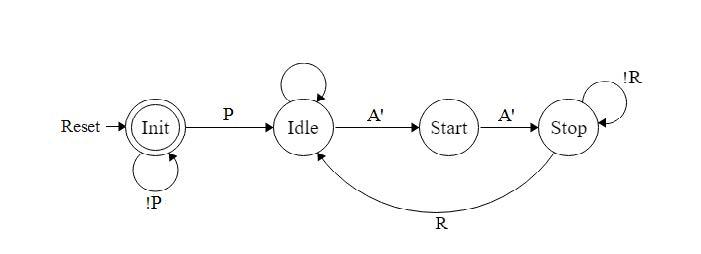 !R
P
A'
A'
Reset
Init
Idle
Start
Stop
!P
R